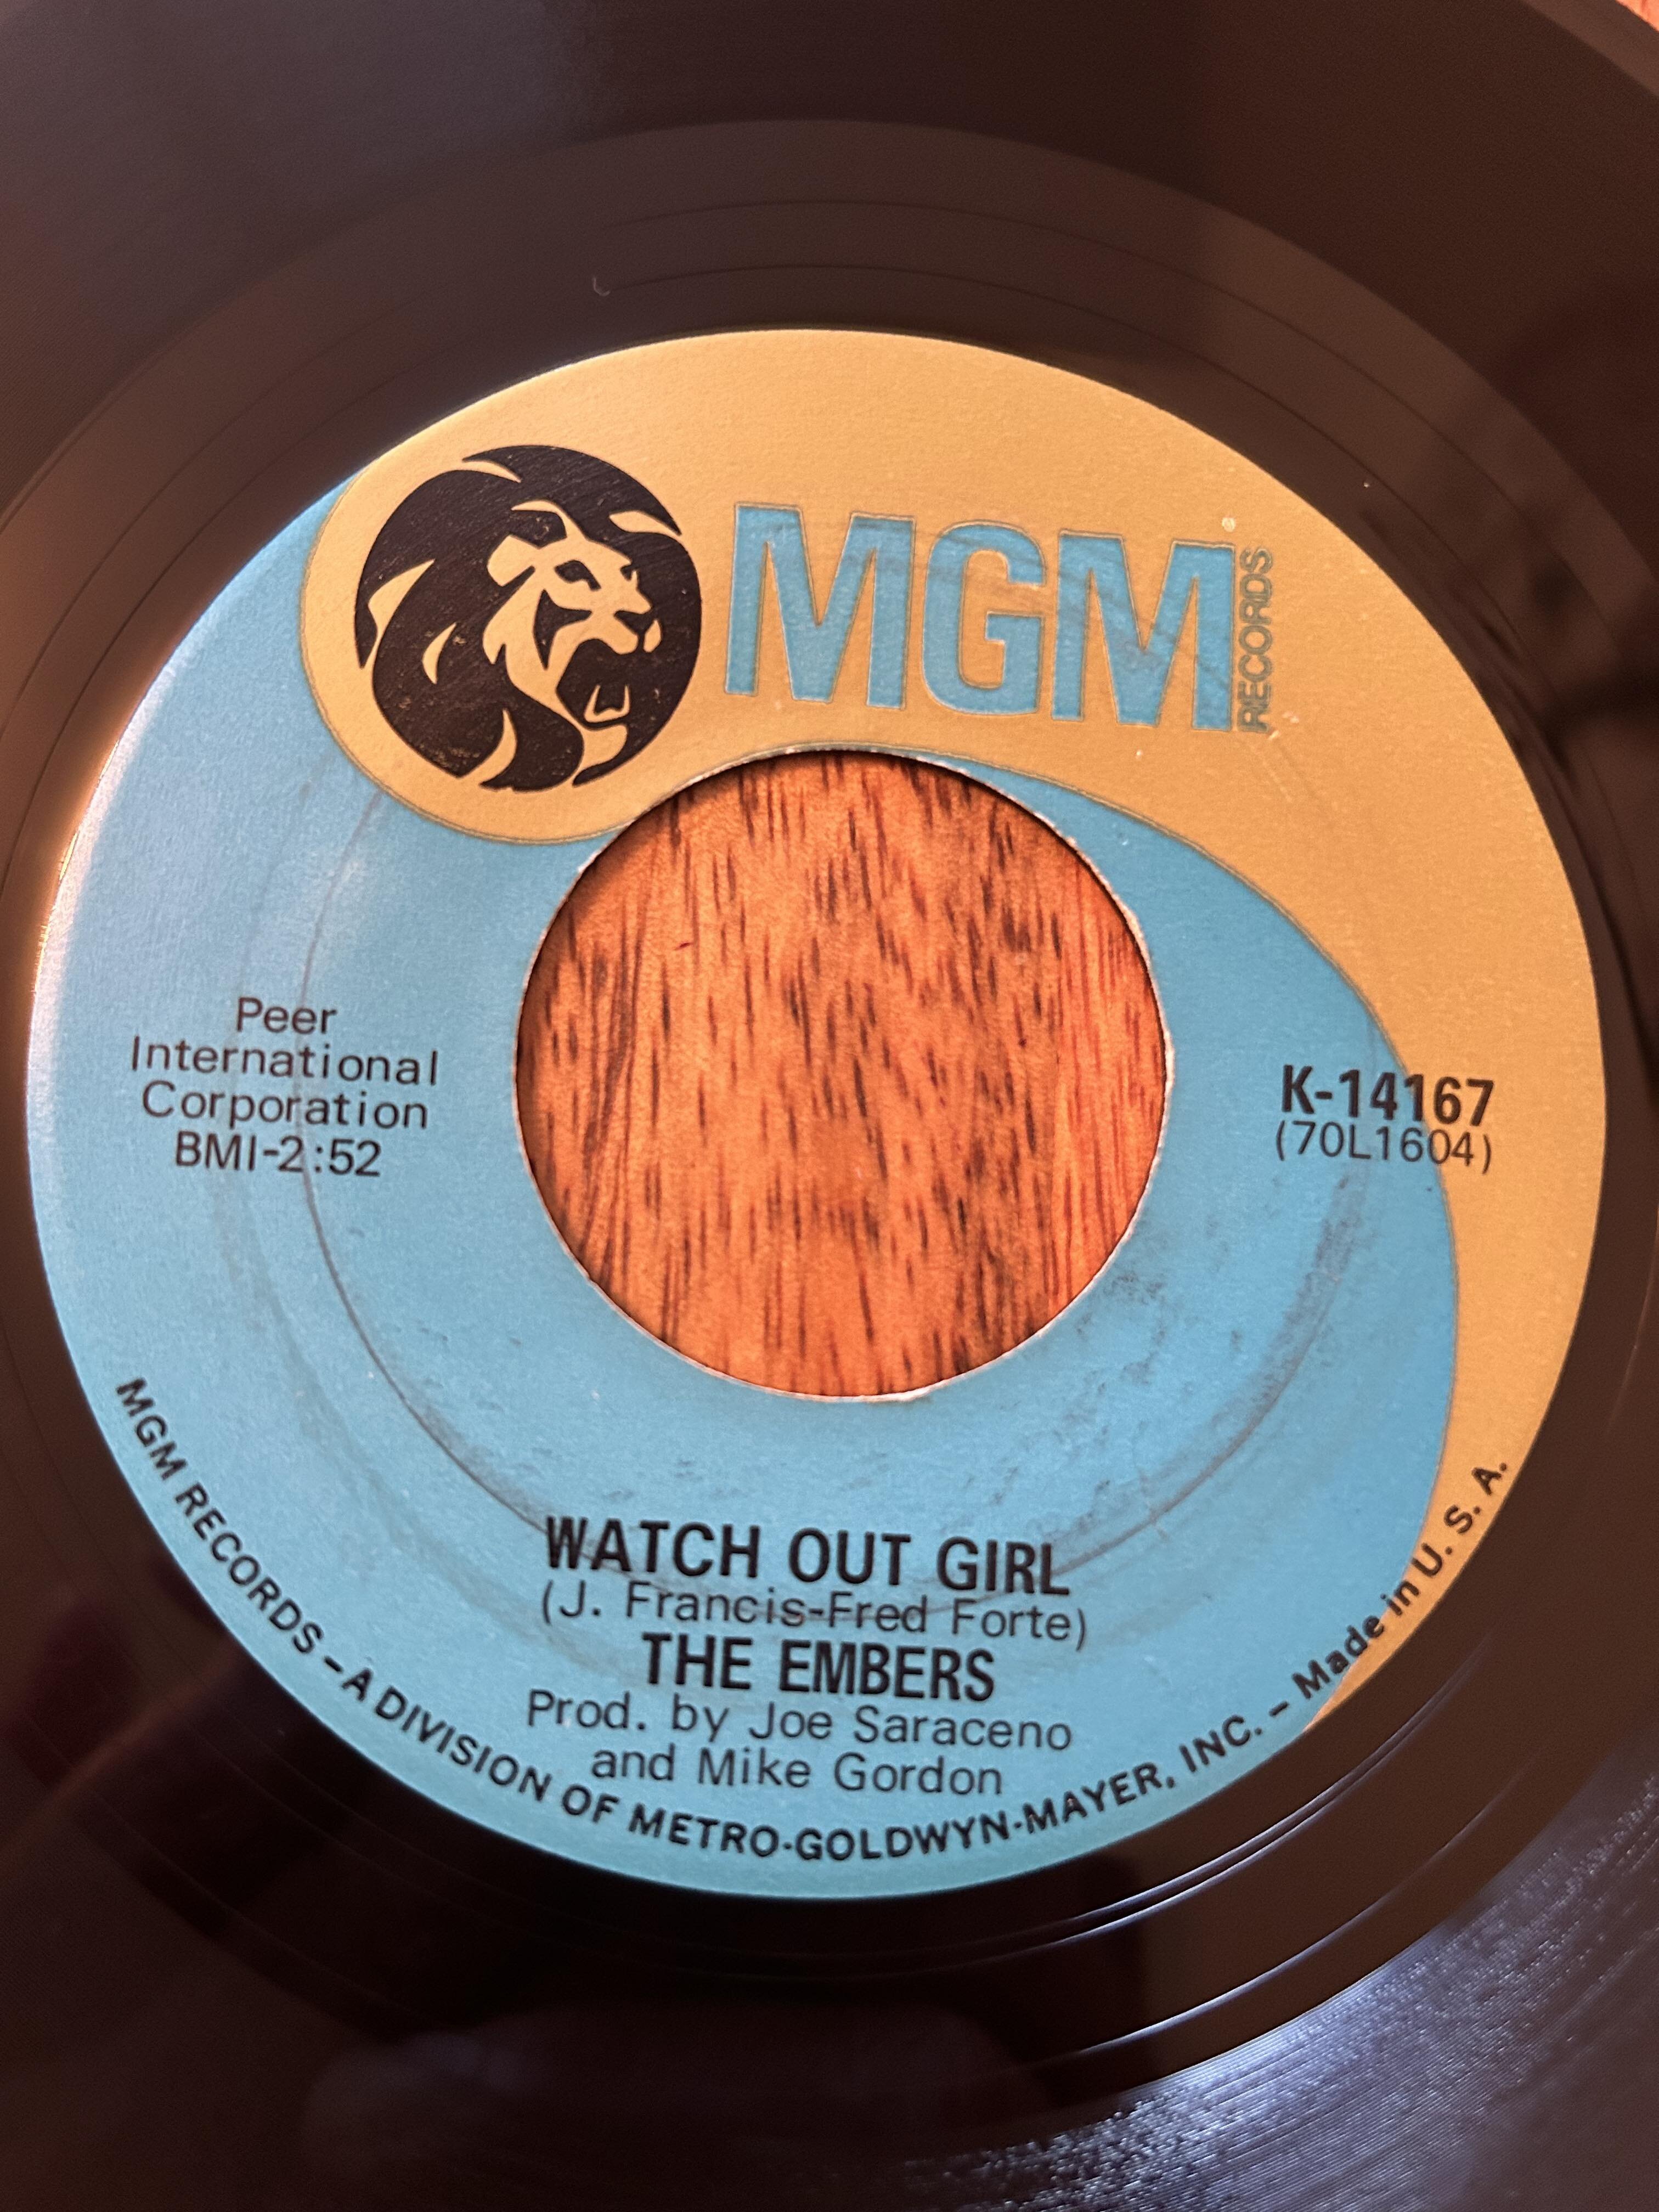 MGM
RECORDS
Peer
International
Corporation
BMI-2:52
K-14167
(70L1604)
WATCH OUT GIRL
(J. Francis-Fred Forte)
THE EMBERS
Prod. by Joe Saraceno
and Mike Gordon
MGM RECORDS - A DIVISION OF METRO-GOLDWYN-MAYER, INC. - Made in U. S. A.